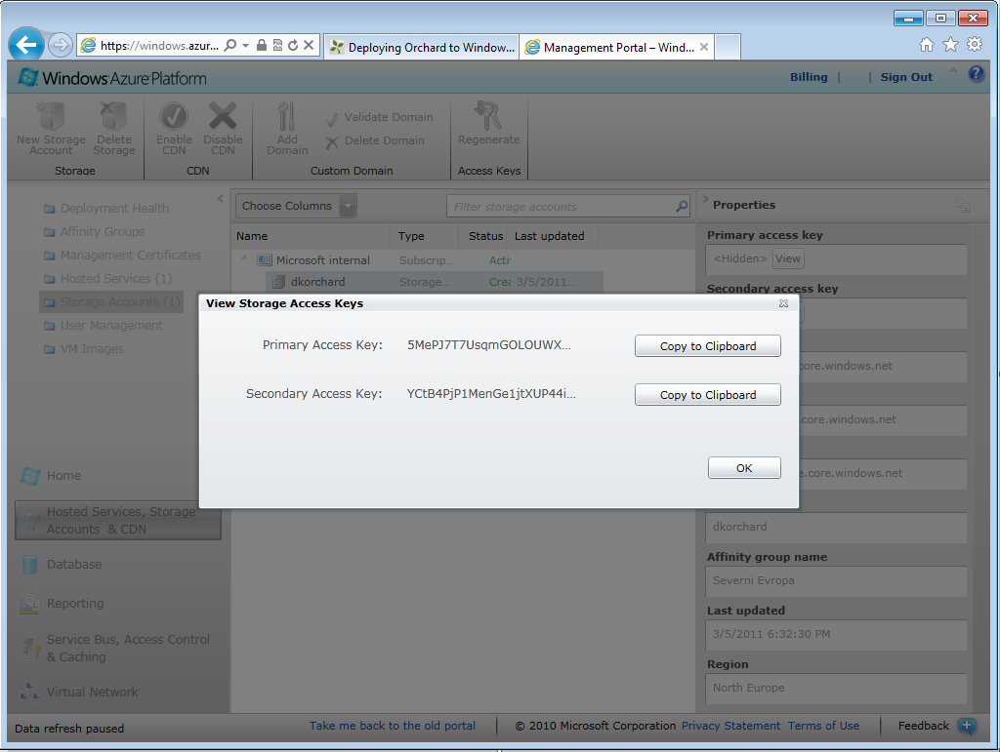 https://windows.azur...
Deploying Orchard to Window...
Management Portal – Wind...
WindowsAzure Platform
Billing | | Sign Out
New Storage Account
Delete Storage
Enable CDN
Disable CDN
Add Domain
Validate Domain
Delete Domain
Regenerate
Storage
CDN
Custom Domain
Access Keys
Deployment Health
Affinity Groups
Management Certificates
Hosted Services (1)
Storage Accounts (1)
User Management
VM Images
Home
Hosted Services, Storage
Accounts & CDN
Database
Reporting
Service Bus, Access Control
& Caching
Virtual Network
Choose Columns
Filter storage accounts
Name Type Status Last updated
Microsoft internal Subscrip... Acti
dkorchard Storage... Crea 3/5/2011...
View Storage Access Keys
Primary Access Key: 5MePJ7T7UsqmGOLOUWX... Copy to Clipboard
Secondary Access Key: YCtB4PjP1MenGe1jtXUP44i... Copy to Clipboard
OK
Properties
Primary access key
<Hidden> View
Secondary access key
core.windows.net
.core.windows.net
e.core.windows.net
dkorchard
Affinity group name
Severni Evropa
Last updated
3/5/2011 6:32:30 PM
Region
North Europe
Data refresh paused
Take me back to the old portal
© 2010 Microsoft Corporation Privacy Statement Terms of Use
Feedback